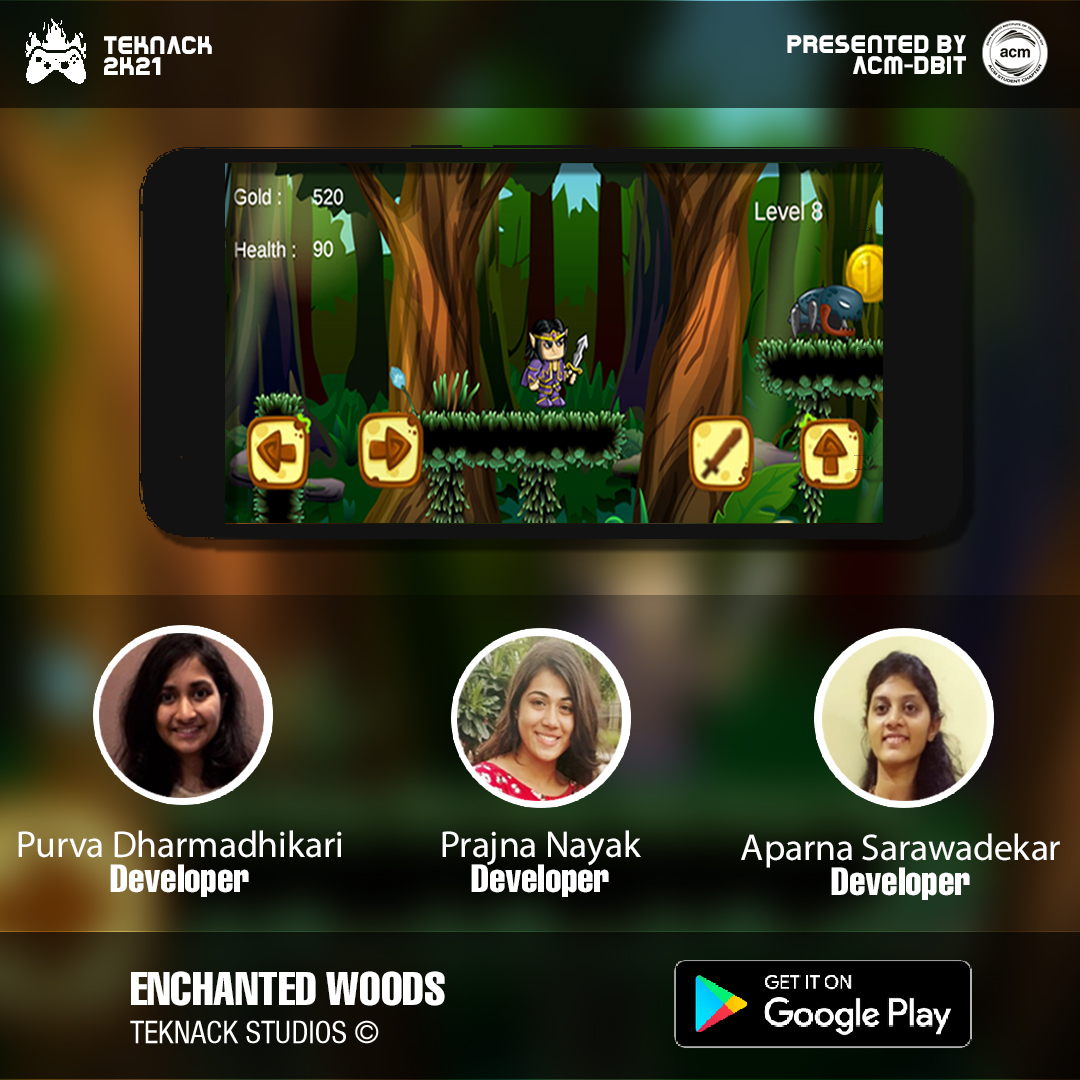 TEKNACK
2K21
PRESENTED BY
ACM-DBIT
acm
ACM STUDENT CHAPTER
Gold : 520
Level 8
Health : 90
1
Purva Dharmadhikari
Developer
Prajna Nayak
Developer
Aparna Sarawadekar
Developer
ENCHANTED WOODS
TEKNACK STUDIOS ©
GET IT ON
Google Play